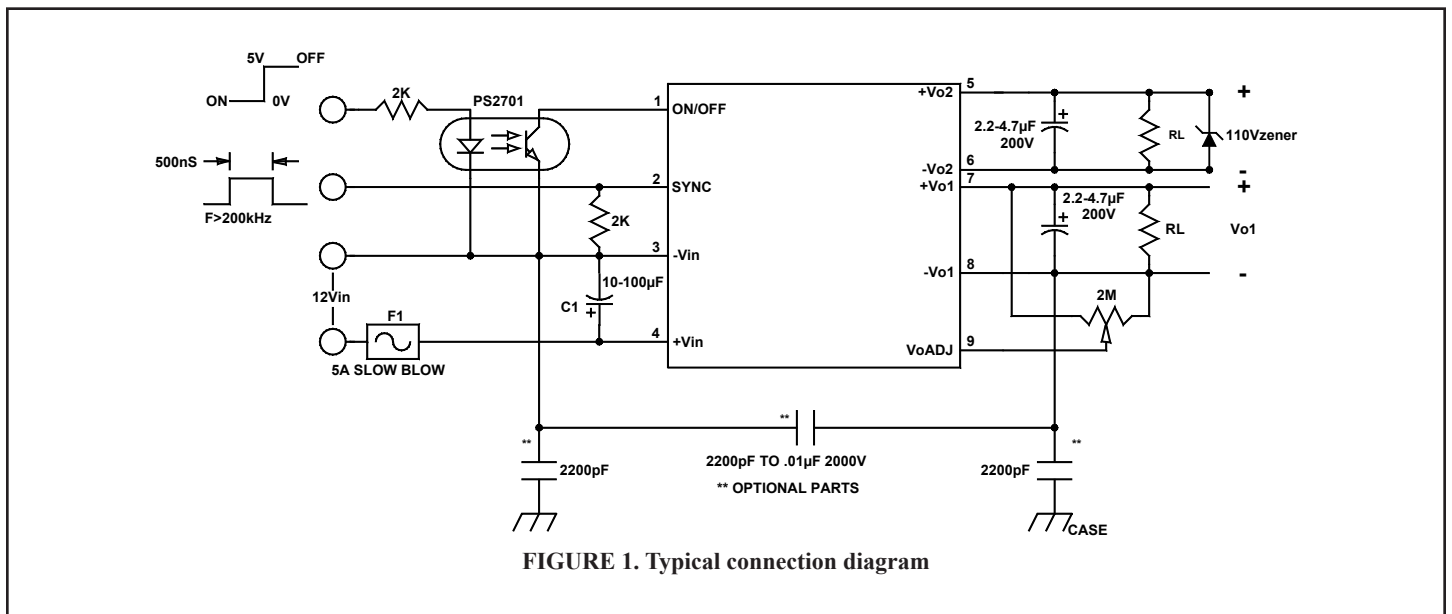 5V OFF
ON 0V
2K
PS2701
1
ON/OFF
500nS
F>200kHz
2
SYNC
2K
3
-Vin
12Vin
10-100µF
C1
+
F1
4
+Vin
5A SLOW BLOW
+Vo2
5
+
2.2-4.7µF
200V
+
RL
110Vzener
-Vo2
6
-
+Vo1
7
+
2.2-4.7µF
200V
+
RL
Vo1
-Vo1
8
-
2M
VoADJ
9
**
2200pF
**
2200pF TO .01µF 2000V
** OPTIONAL PARTS
**
2200pF
CASE
FIGURE 1. Typical connection diagram